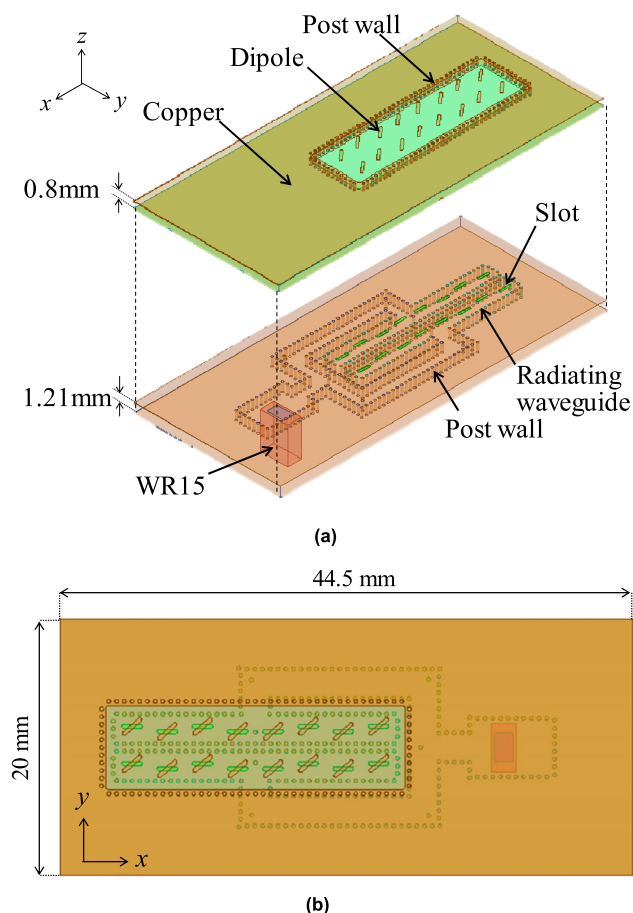 Post wall
z
Dipole
x
y
Copper
0.8mm
Slot
1.21mm
Radiating
waveguide
Post wall
WR15
(a)
44.5 mm
20 mm
y
x
(b)